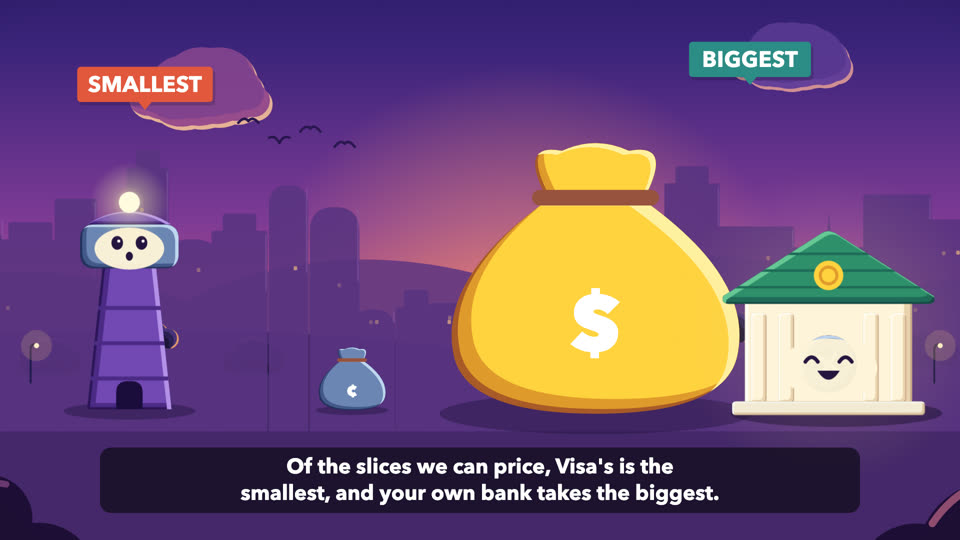 SMALLEST
BIGGEST
$
¢
Of the slices we can price, Visa's is the
smallest, and your own bank takes the biggest.